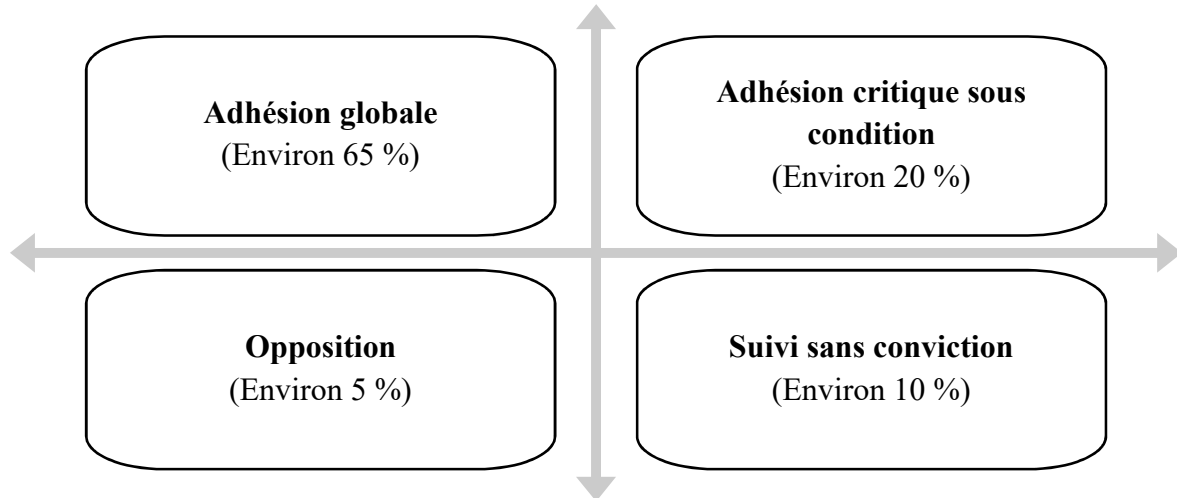 Adhésion globale
(Environ 65 %)
Adhésion critique sous
condition
(Environ 20 %)
Opposition
(Environ 5 %)
Suivi sans conviction
(Environ 10 %)